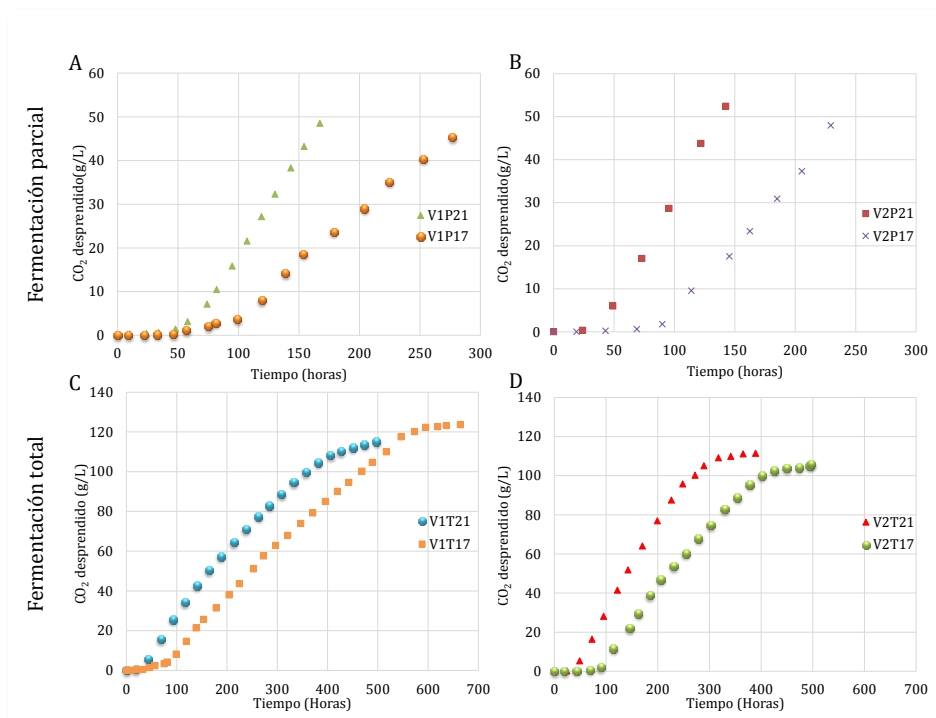 Fermentación parcial
A
60
50
40
30
20
10
0
CO₂ desprendido(g/L)
0 50 100 150 200 250 300
Tiempo (horas)
V1P21
V1P17
B
60
50
40
30
20
10
0
CO₂ desprendido(g/L)
0 50 100 150 200 250 300
Tiempo (horas)
V2P21
V2P17
Fermentación total
C
140
120
100
80
60
40
20
0
CO₂ desprendido (g/L)
0 100 200 300 400 500 600 700
Tiempo (Horas)
V1T21
V1T17
D
140
120
100
80
60
40
20
0
CO₂ desprendido (g/L)
0 100 200 300 400 500 600 700
Tiempo (Horas)
V2T21
V2T17